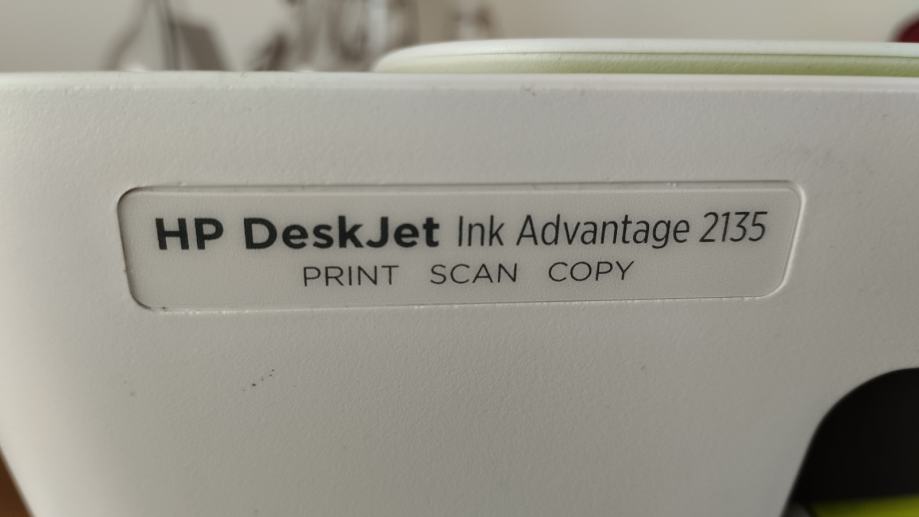 HP DeskJet Ink Advantage 2135
PRINT SCAN COPY